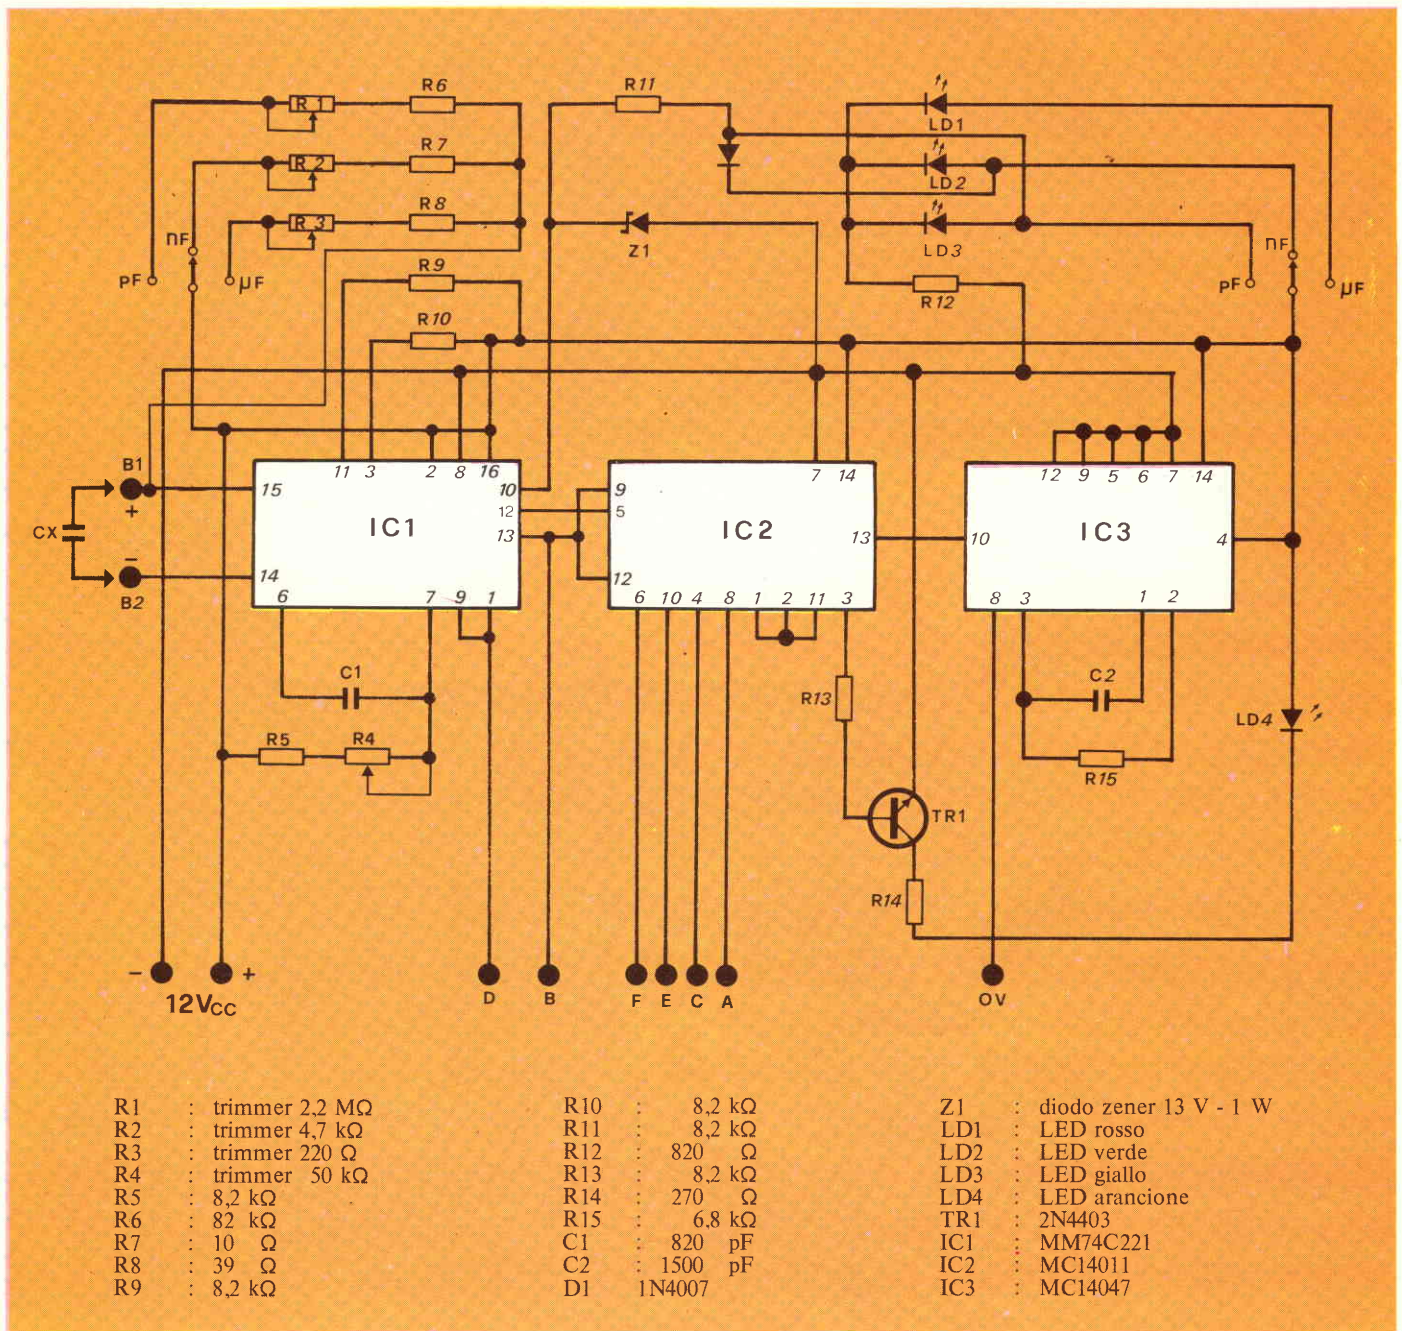 R6
R11
R 1
LD1
R7
R 2
LD2
R8
R 3
nF
Z1
LD3
nF
R9
pF
µF
R12
pF
µF
R10
B1
11 3 2 8 16
7 14
12 9 5 6 7 14
+
15
10
9
12
5
CX
IC1
13
IC2
13
10
IC3
4
−
14
12
B2
6 7 9 1
6 10 4 8 1 2 11 3
8 3 1 2
C1
C2
R13
LD4
R5
R4
R15
TR1
R14
− +
12Vcc
D B F E C A OV
R1 : trimmer 2,2 MΩ
R2 : trimmer 4,7 kΩ
R3 : trimmer 220 Ω
R4 : trimmer 50 kΩ
R5 : 8,2 kΩ
R6 : 82 kΩ
R7 : 10 Ω
R8 : 39 Ω
R9 : 8,2 kΩ
R10 : 8,2 kΩ
R11 : 8,2 kΩ
R12 : 820 Ω
R13 : 8,2 kΩ
R14 : 270 Ω
R15 : 6,8 kΩ
C1 : 820 pF
C2 : 1500 pF
D1 1N4007
Z1 : diodo zener 13 V - 1 W
LD1 : LED rosso
LD2 : LED verde
LD3 : LED giallo
LD4 : LED arancione
TR1 : 2N4403
IC1 : MM74C221
IC2 : MC14011
IC3 : MC14047